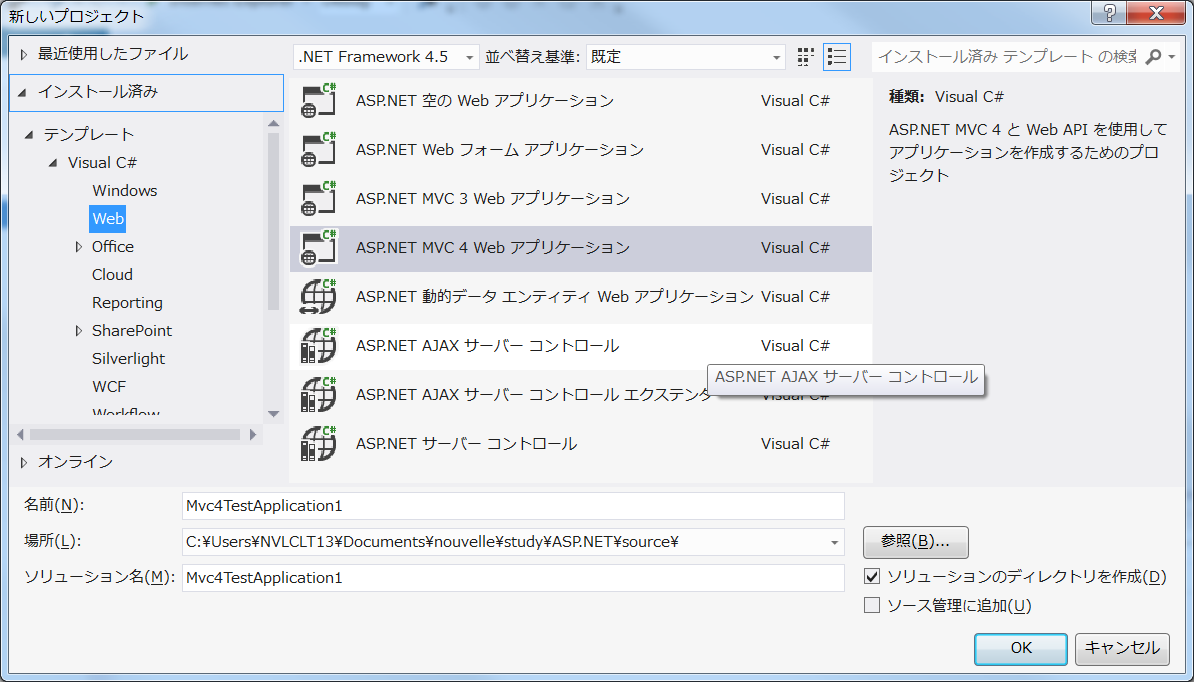 新しいプロジェクト
最近使用したファイル
.NET Framework 4.5 並べ替え基準: 既定
インストール済み テンプレート の検索
インストール済み
テンプレート
Visual C#
Windows
Web
Office
Cloud
Reporting
SharePoint
Silverlight
WCF
Workflow
オンライン
ASP.NET 空の Web アプリケーション Visual C#
ASP.NET Web フォーム アプリケーション Visual C#
ASP.NET MVC 3 Web アプリケーション Visual C#
ASP.NET MVC 4 Web アプリケーション Visual C#
ASP.NET 動的データ エンティティ Web アプリケーション Visual C#
ASP.NET AJAX サーバー コントロール Visual C#
ASP.NET AJAX サーバー コントロール
ASP.NET AJAX サーバー コントロール エクステンダー Visual C#
ASP.NET サーバー コントロール Visual C#
種類: Visual C#
ASP.NET MVC 4 と Web API を使用して
アプリケーションを作成するためのプロ
ジェクト
名前(N): Mvc4TestApplication1
場所(L): C:¥Users¥NVLCLT13¥Documents¥nouvelle¥study¥ASP.NET¥source¥
参照(B)...
ソリューション名(M): Mvc4TestApplication1
ソリューションのディレクトリを作成(D)
ソース管理に追加(U)
OK キャンセル